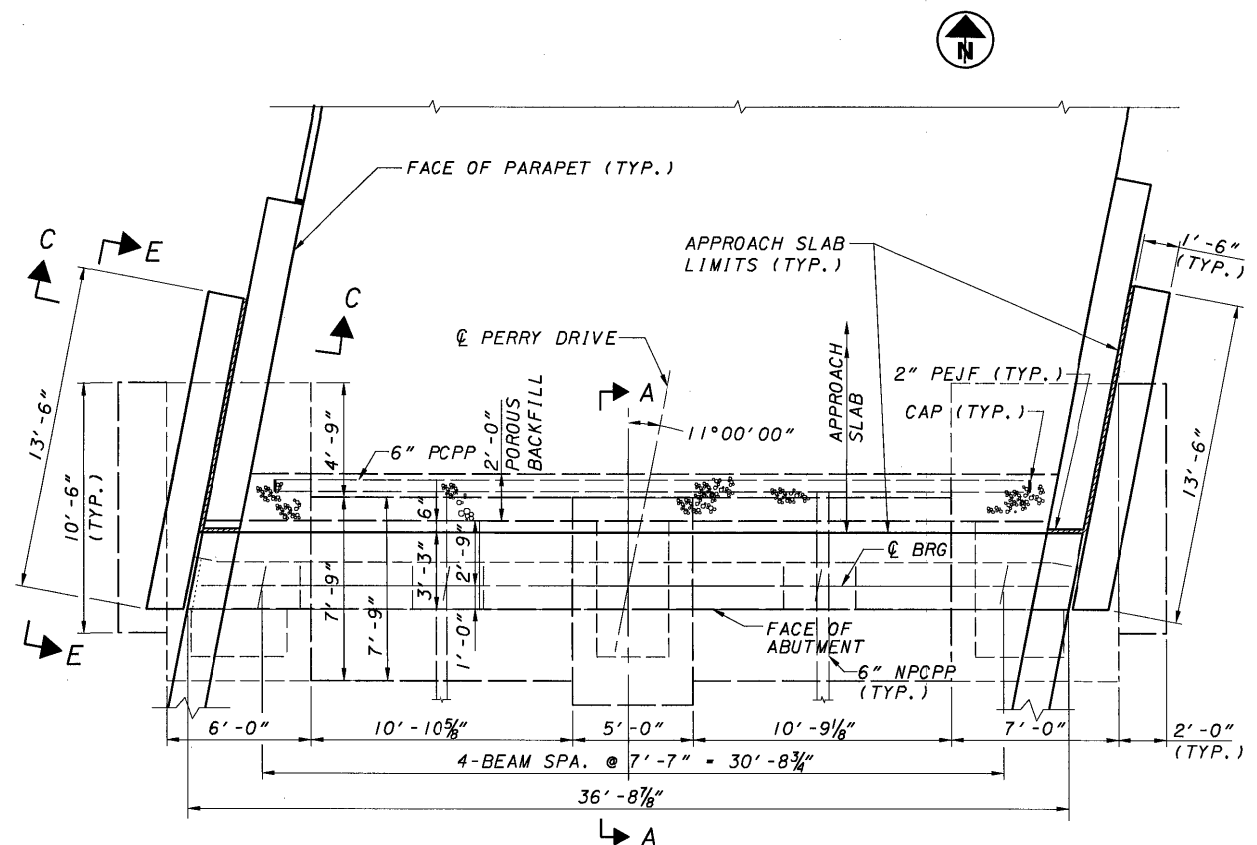 N
FACE OF PARAPET (TYP.)
C
E
APPROACH SLAB
LIMITS (TYP.)
1'-6"
(TYP.)
C
℄ PERRY DRIVE
A
APPROACH
SLAB
2" PEJF (TYP.)
CAP (TYP.)
11°00'00"
13'-6"
10'-6"
(TYP.)
4'-9"
6" PCPP
2'-0"
POROUS
BACKFILL
13'-6"
6"
℄ BRG
7'-9"
7'-9"
3'-3"
2'-9"
1'-0"
FACE OF
ABUTMENT
E
6" NPCPP
(TYP.)
6'-0"
10'-10⅝"
5'-0"
10'-9⅛"
7'-0"
2'-0"
(TYP.)
4-BEAM SPA. @ 7'-7" = 30'-8¾"
36'-8⅞"
A